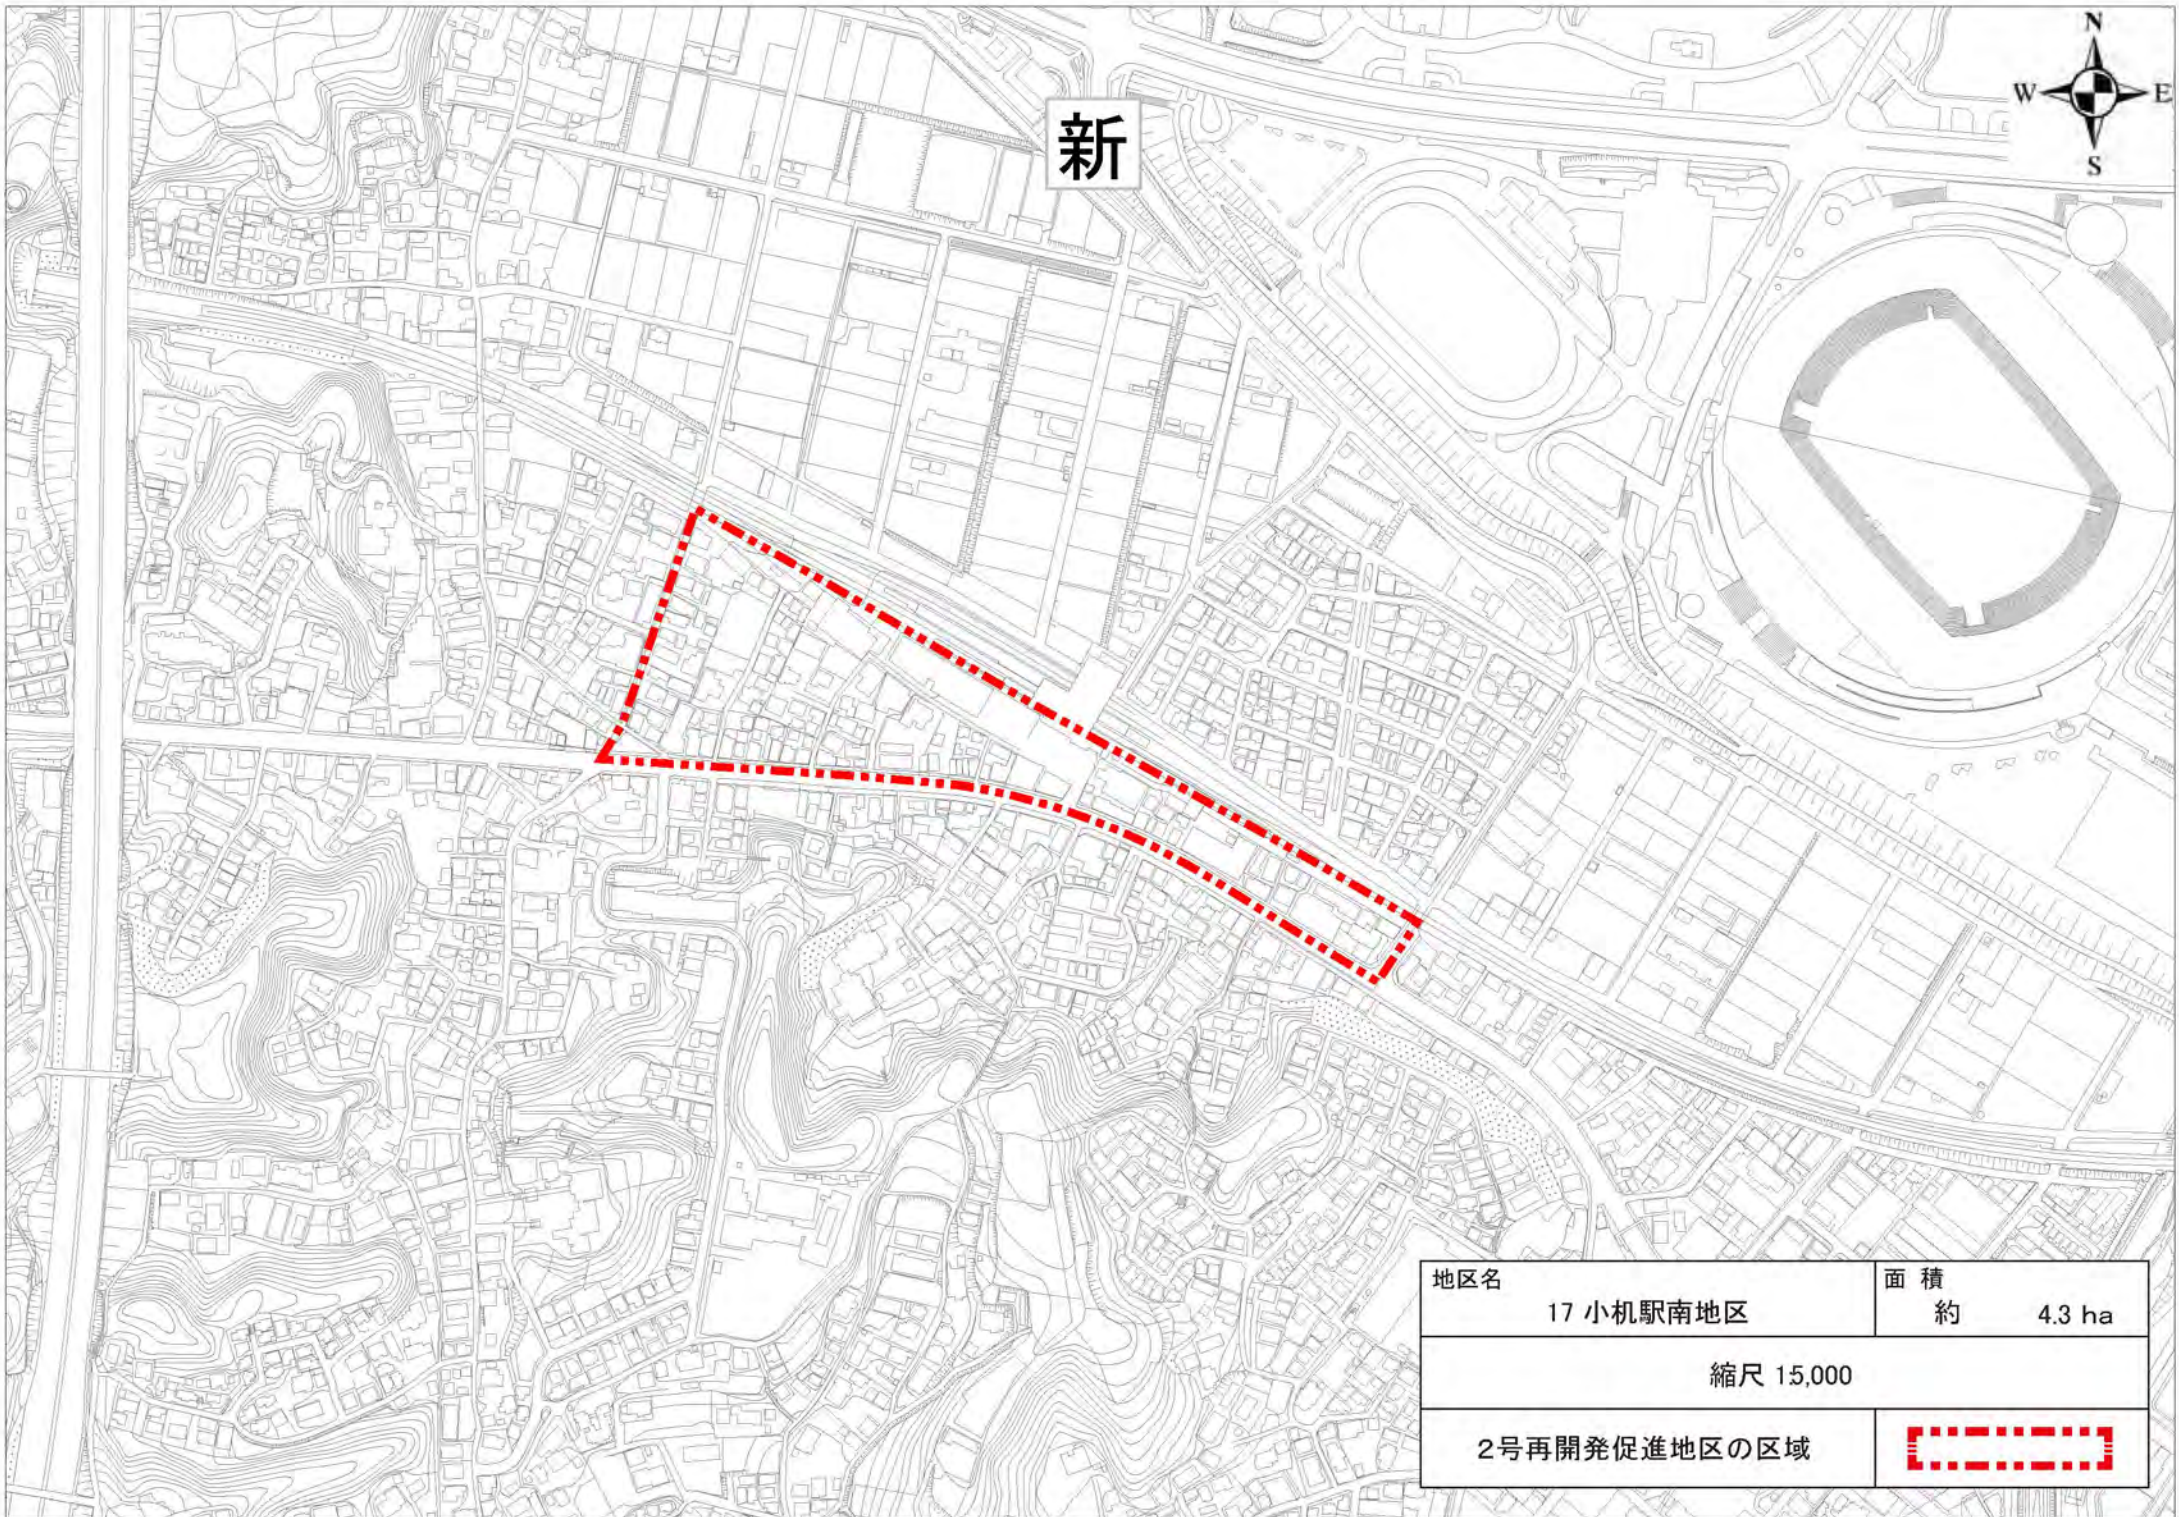 N
W E
S
新
地区名
17 小机駅南地区
面 積
約 4.3 ha
縮尺 15,000
2号再開発促進地区の区域